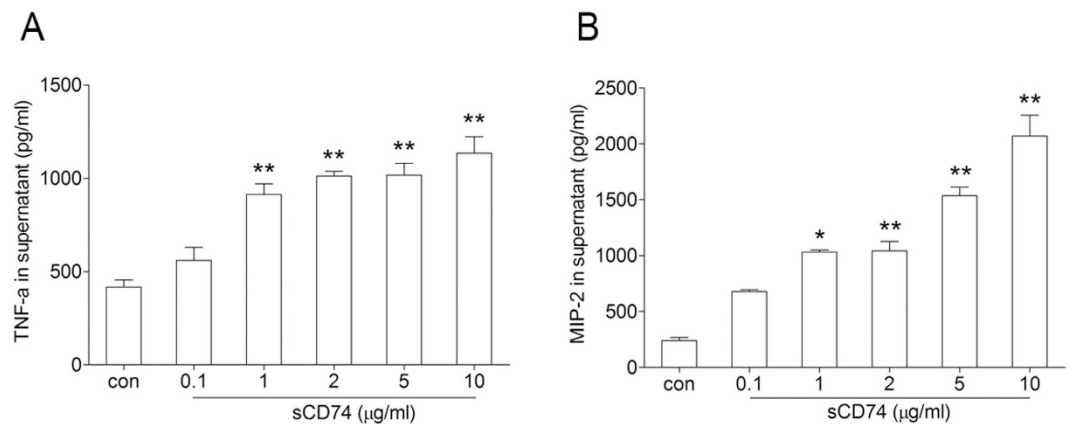 A
TNF-a in supernatant (pg/ml)
1500
1000
500
0
** ** ** **
con 0.1 1 2 5 10
sCD74 (μg/ml)
B
MIP-2 in supernatant (pg/ml)
2500
2000
1500
1000
500
0
* ** ** **
con 0.1 1 2 5 10
sCD74 (μg/ml)